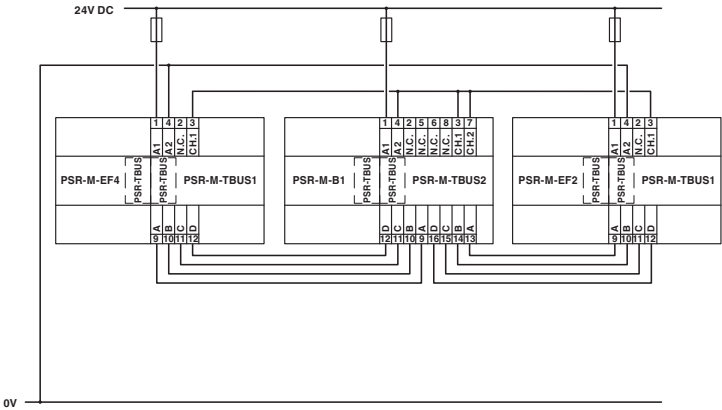 24V DC
1 4 2 3
A1 A2 N.C. CH.1
PSR-M-EF4
PSR-TBUS
PSR-TBUS
PSR-M-TBUS1
A B C D
9 10 11 12
1 4 2 5 6 8 3 7
A1 A2 N.C. N.C. N.C. N.C. CH.1 CH.2
PSR-M-B1
PSR-TBUS
PSR-TBUS
PSR-M-TBUS2
D C B A D C B A
12 11 10 9 16 15 14 13
1 4 2 3
A1 A2 N.C. CH.1
PSR-M-EF2
PSR-TBUS
PSR-TBUS
PSR-M-TBUS1
A B C D
9 10 11 12
0V